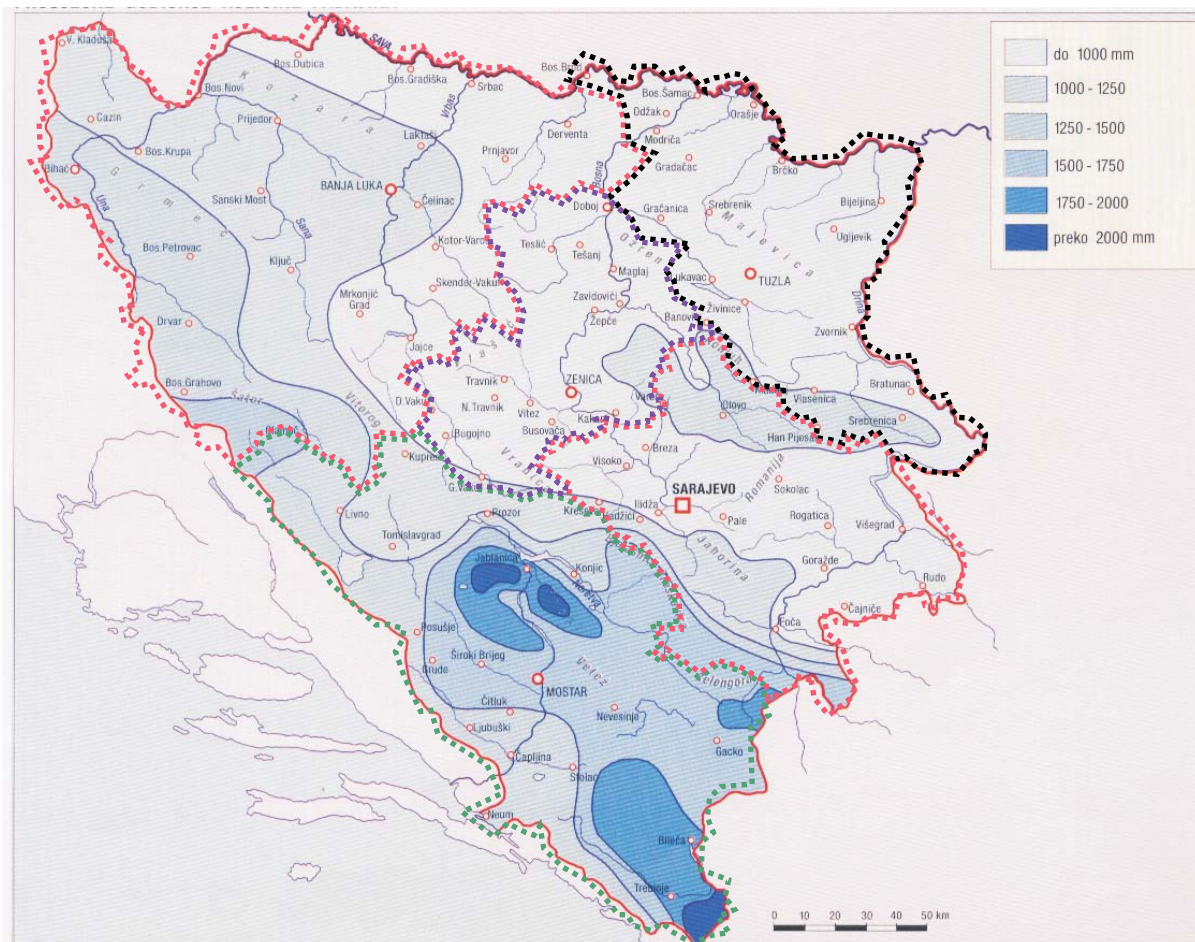 V. Kladuša
SAVA
Bos.Dubica
Bos.Gradiška
Bos.Brod
Srbac
Kozara
Vrbas
Bos.Novi
Bos.Šamac
Odžak
Orašje
Cazin
Prijedor
Derventa
Modriča
Laktaši
Bos.Krupa
Prnjavor
Gradačac
Brčko
Bihać
Bosna
Grmeč
BANJA LUKA
Sanski Most
Čelinac
Una
Sana
Doboj
Gračanica
Srebrenik
Majevica
Bijeljina
Ugljevik
Bos.Petrovac
Kotor-Varoš
Teslić
Tešanj
Ključ
Maglaj
TUZLA
Skender-Vakuf
Mrkonjić
Grad
Zavidovići
Živinice
Drina
Drvar
Žepče
Zvornik
Jajce
Travnik
ZENICA
Bratunac
Bos.Grahovo
Vlasenica
Šator
Vitorog
N.Travnik
Vitez
Olovo
Srebrenica
Busovača
Bugojno
Han Pijesak
Breza
Kupres
Visoko
Romanija
Sokolac
SARAJEVO
Livno
Prozor
Ilidža
Hadžići
Pale
Rogatica
Višegrad
Tomislavgrad
Jahorina
Jablanica
Konjic
Goražde
Rudo
Neretva
Čajniče
Foča
Posušje
Široki Brijeg
Grude
Velež
MOSTAR
Čitluk
Nevesinje
Ljubuški
Gacko
Čapljina
Stolac
Neum
Bileća
Trebinje
do 1000 mm
1000 - 1250
1250 - 1500
1500 - 1750
1750 - 2000
preko 2000 mm
0 10 20 30 40 50 km